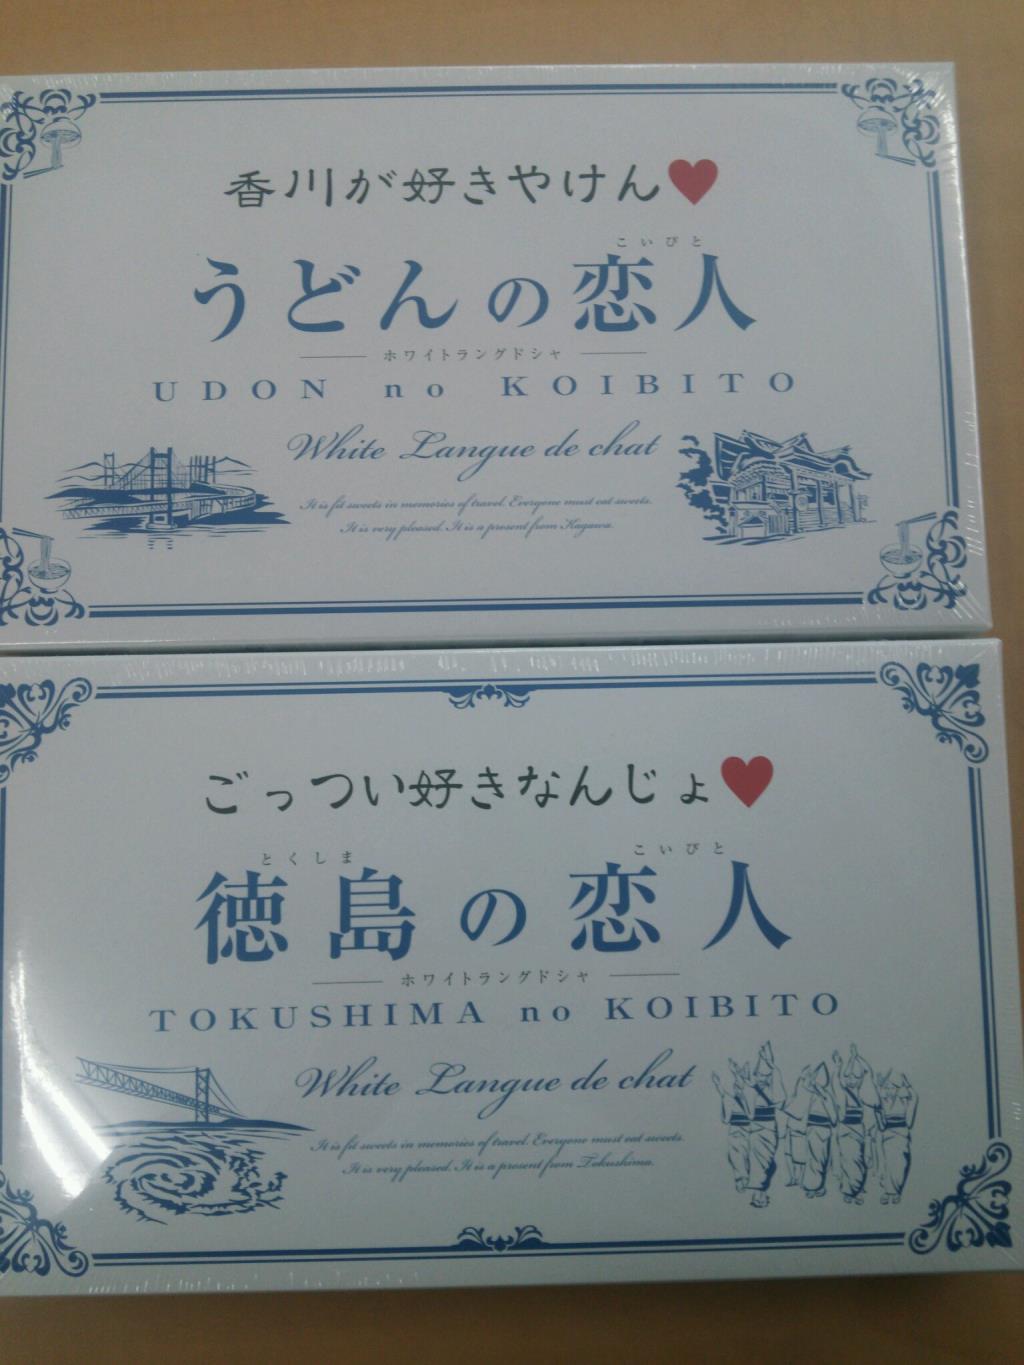 香川が好きやけん♥
こいびと
うどんの恋人
ホワイトラングドシャ
UDON no KOIBITO
White Langue de chat
It is fit sweets in memories of travel. Everyone must eat sweets.
It is very pleased. It is a present from Kagawa.
ごっつい好きなんじょ♥
とくしま こいびと
徳島の恋人
ホワイトラングドシャ
TOKUSHIMA no KOIBITO
White Langue de chat
It is fit sweets in memories of travel. Everyone must eat sweets.
It is very pleased. It is a present from Tokushima.